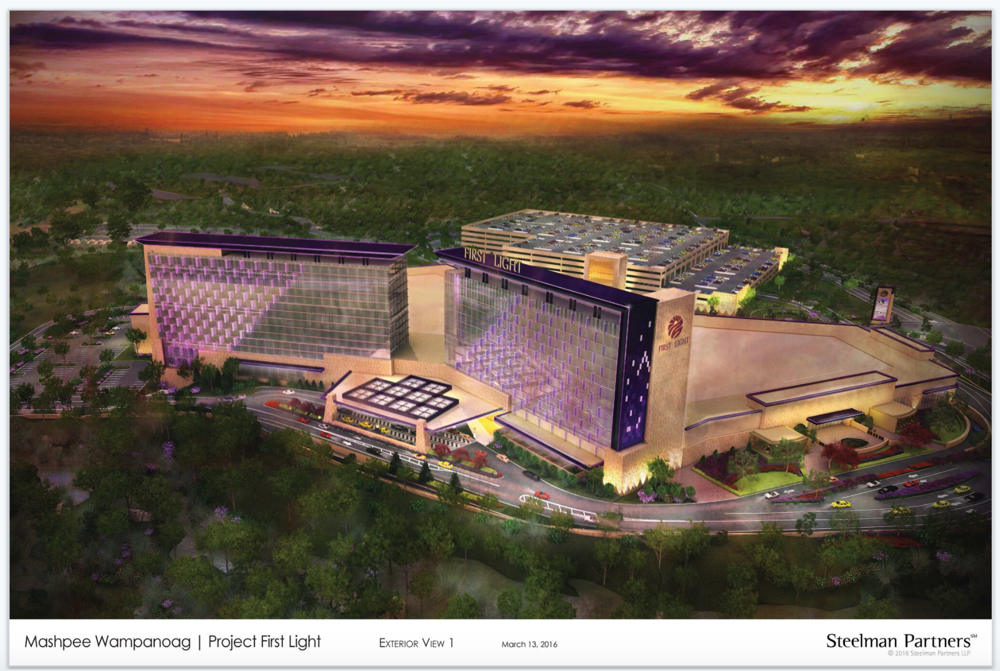 FIRST LIGHT
FIRST LIGHT
Mashpee Wampanoag | Project First Light
Exterior View 1
March 13, 2016
Steelman Partners℠
© 2016 Steelman Partners LLP